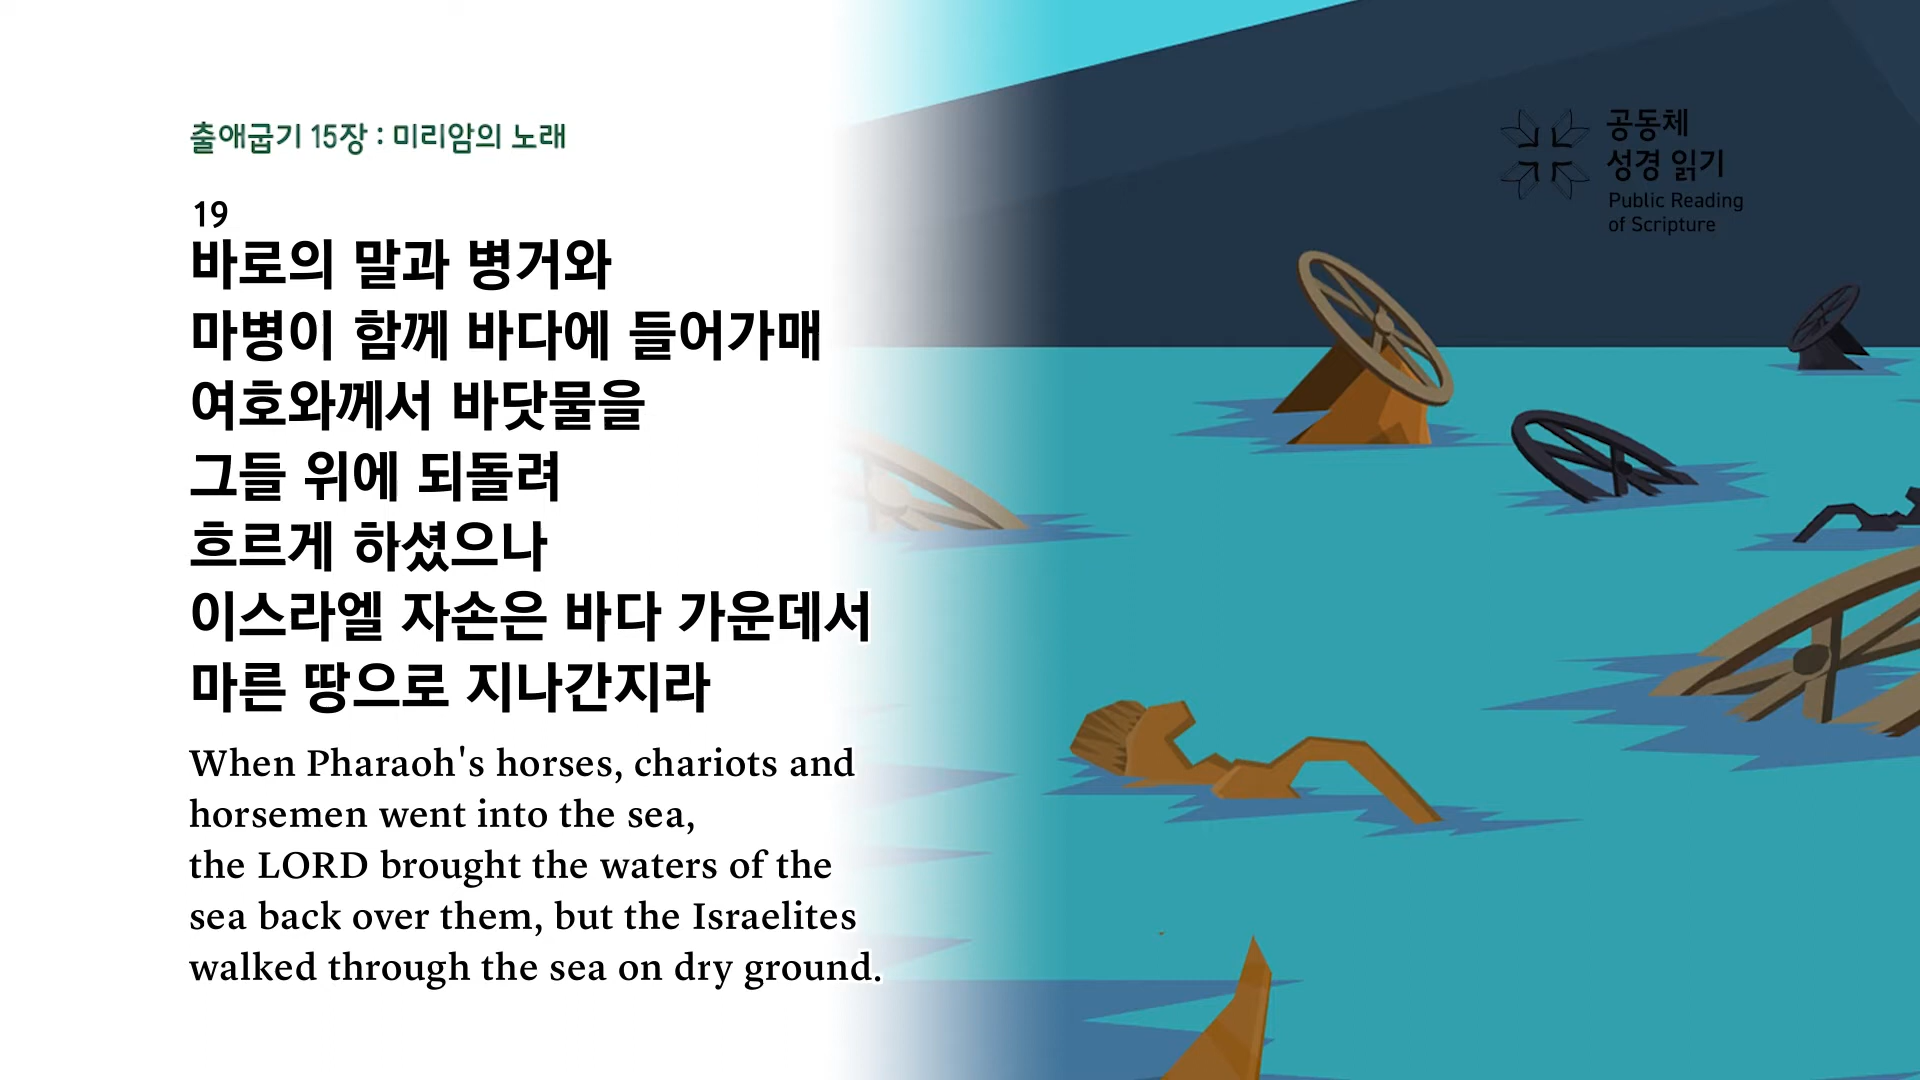 출애굽기 15장 : 미리암의 노래
19
바로의 말과 병거와
마병이 함께 바다에 들어가매
여호와께서 바닷물을
그들 위에 되돌려
흐르게 하셨으나
이스라엘 자손은 바다 가운데서
마른 땅으로 지나간지라
When Pharaoh's horses, chariots and
horsemen went into the sea,
the LORD brought the waters of the
sea back over them, but the Israelites
walked through the sea on dry ground.
공동체
성경 읽기
Public Reading
of Scripture